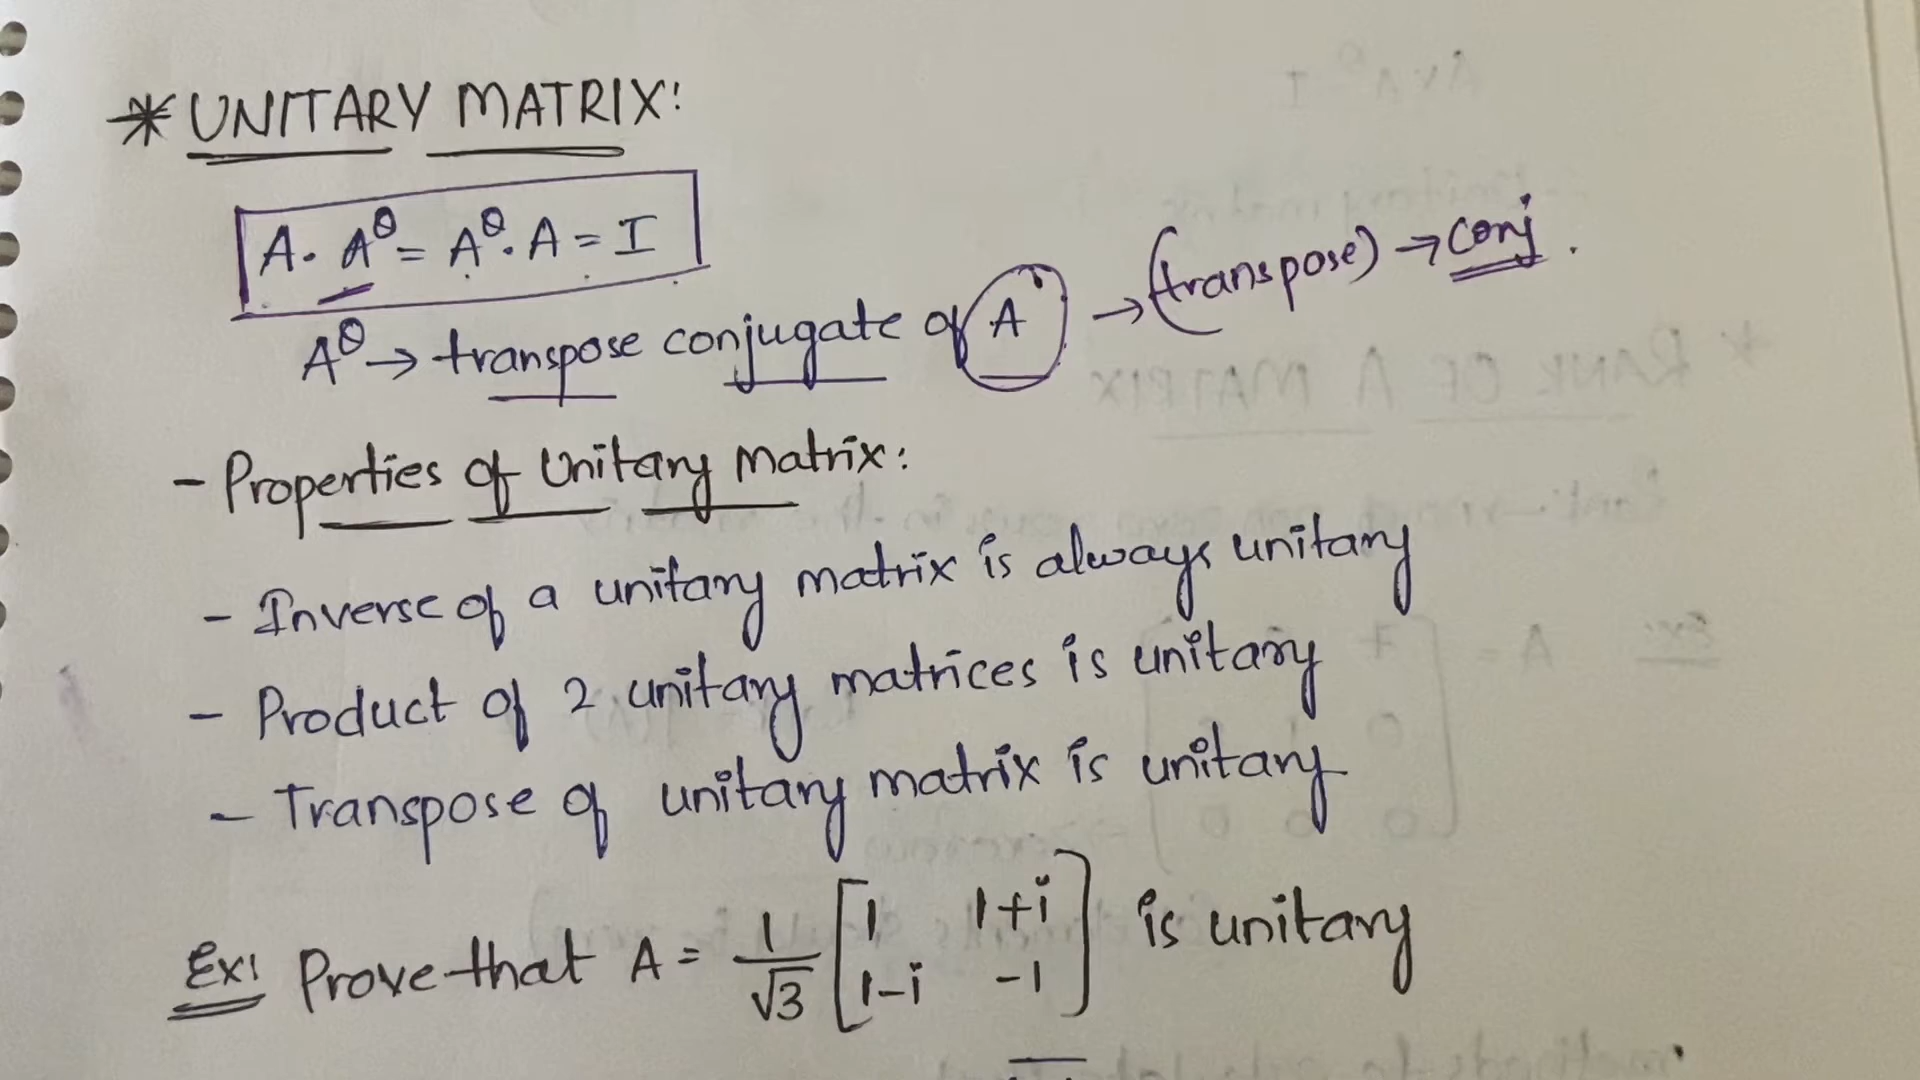 * UNITARY MATRIX:
A. A^θ = A^θ. A = I
A^θ → transpose conjugate of A → (transpose) → conj.
- Properties of Unitary Matrix:
- Inverse of a unitary matrix is always unitary
- Product of 2 unitary matrices is unitary
- Transpose of unitary matrix is unitary
Ex: Prove that A = 1/√3 [1 1+i
1-i -1] is unitary